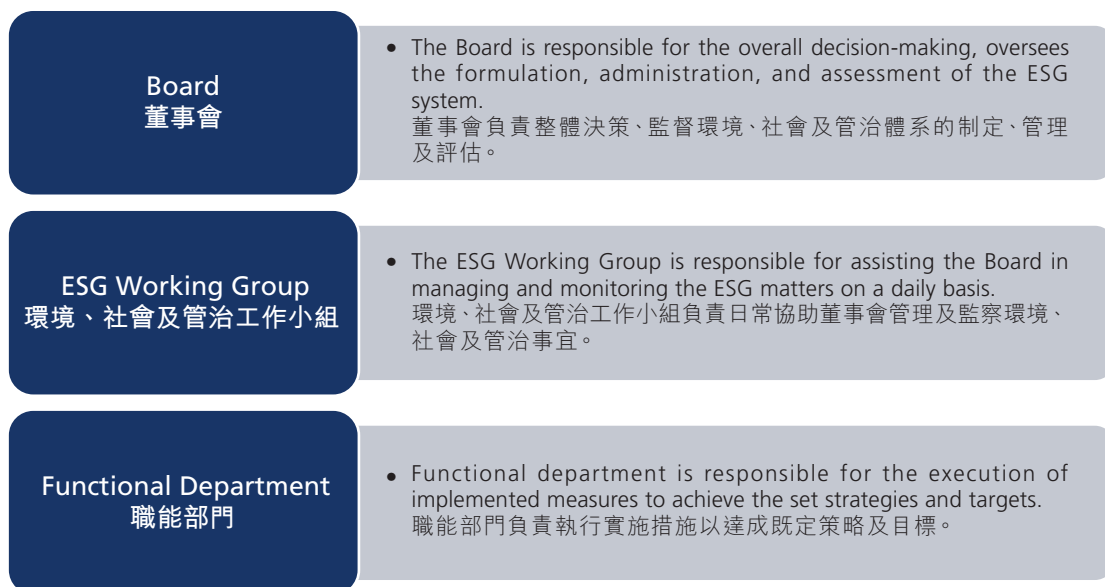 Board
董事會
• The Board is responsible for the overall decision-making, oversees
the formulation, administration, and assessment of the ESG
system.
董事會負責整體決策、監督環境、社會及管治體系的制定、管理
及評估。
ESG Working Group
環境、社會及管治工作小組
• The ESG Working Group is responsible for assisting the Board in
managing and monitoring the ESG matters on a daily basis.
環境、社會及管治工作小組負責日常協助董事會管理及監察環境、
社會及管治事宜。
Functional Department
職能部門
• Functional department is responsible for the execution of
implemented measures to achieve the set strategies and targets.
職能部門負責執行實施措施以達成既定策略及目標。